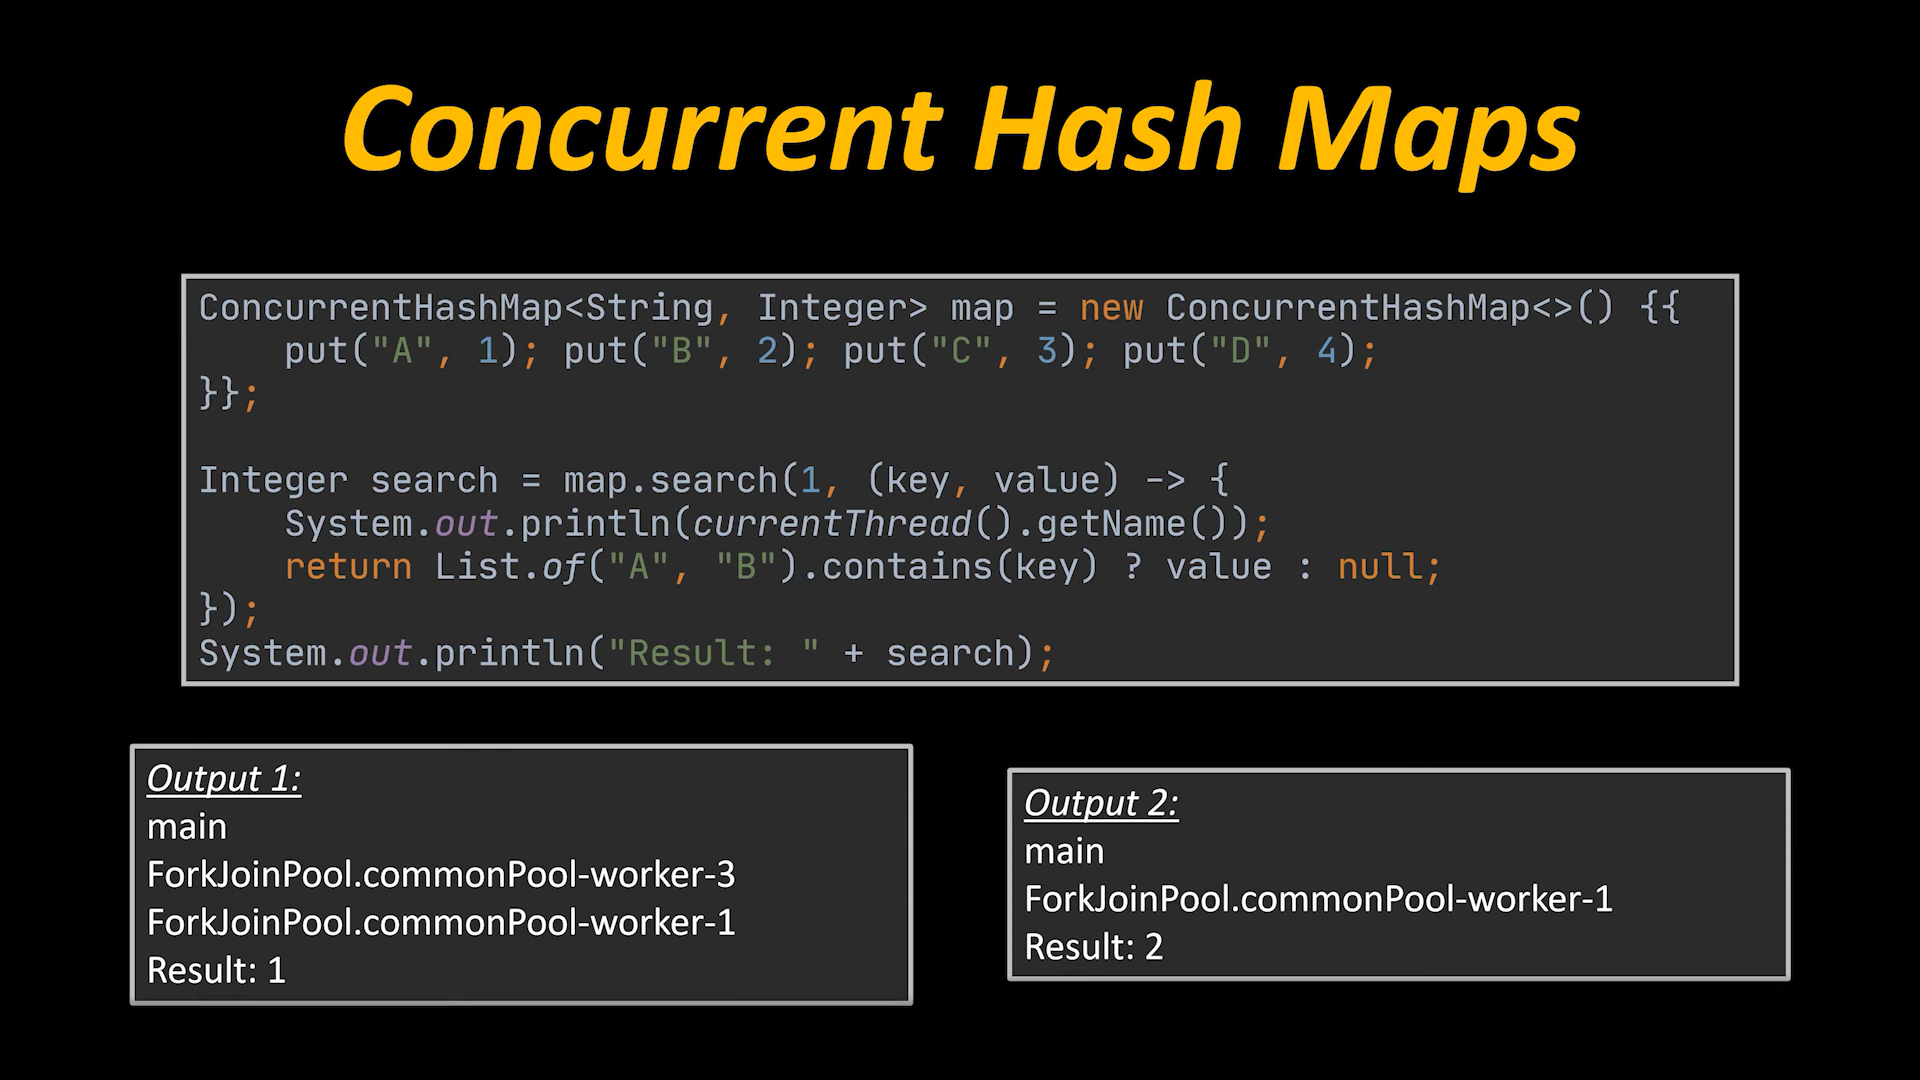 Concurrent Hash Maps
ConcurrentHashMap<String, Integer> map = new ConcurrentHashMap<>() {{
    put("A", 1); put("B", 2); put("C", 3); put("D", 4);
}};

Integer search = map.search(1, (key, value) -> {
    System.out.println(currentThread().getName());
    return List.of("A", "B").contains(key) ? value : null;
});
System.out.println("Result: " + search);
Output 1:
main
ForkJoinPool.commonPool-worker-3
ForkJoinPool.commonPool-worker-1
Result: 1
Output 2:
main
ForkJoinPool.commonPool-worker-1
Result: 2